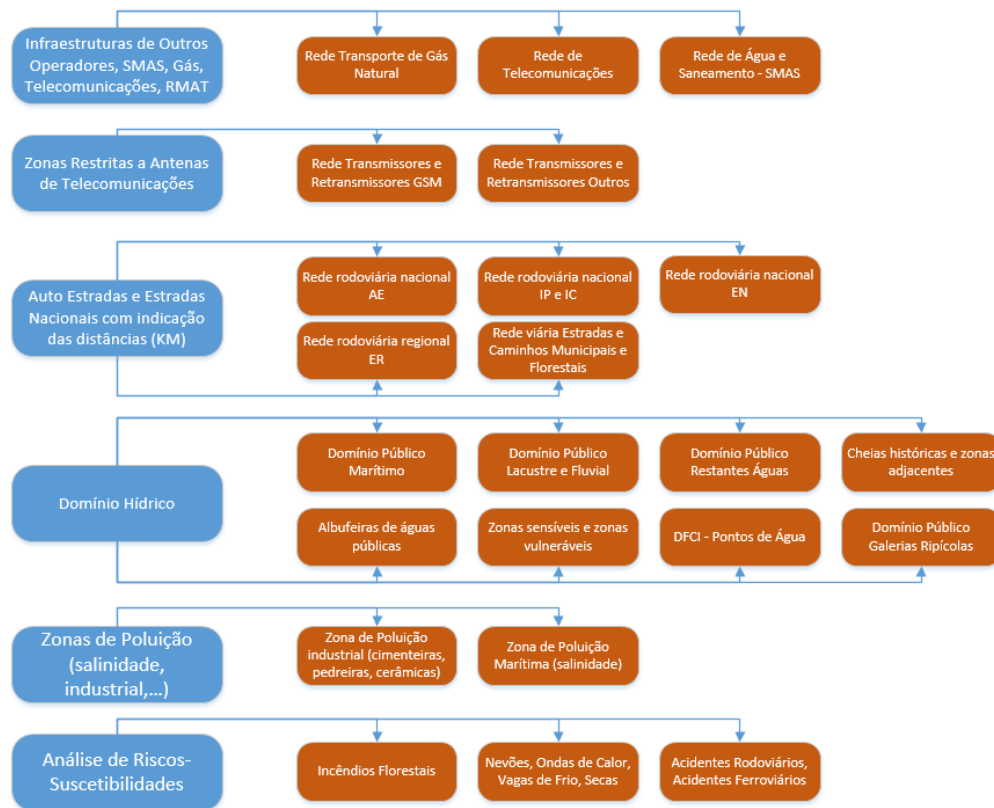 Infraestruturas de Outros
Operadores, SMAS, Gás,
Telecomunicações, RMAT
Rede Transporte de Gás
Natural
Rede de
Telecomunicações
Rede de Água e
Saneamento - SMAS
Zonas Restritas a Antenas
de Telecomunicações
Rede Transmissores e
Retransmissores GSM
Rede Transmissores e
Retransmissores Outros
Auto Estradas e Estradas
Nacionais com indicação
das distâncias (KM)
Rede rodoviária nacional
AE
Rede rodoviária nacional
IP e IC
Rede rodoviária nacional
EN
Rede rodoviária regional
ER
Rede viária Estradas e
Caminhos Municipais e
Florestais
Domínio Hídrico
Domínio Público
Marítimo
Domínio Público
Lacustre e Fluvial
Domínio Público
Restantes Águas
Cheias históricas e zonas
adjacentes
Albufeiras de águas
públicas
Zonas sensíveis e zonas
vulneráveis
DFCI - Pontos de Água
Domínio Público
Galerias Ripícolas
Zonas de Poluição
(salinidade,
industrial,...)
Zona de Poluição
industrial (cimenteiras,
pedreiras, cerâmicas)
Zona de Poluição
Marítima (salinidade)
Análise de Riscos-
Suscetibilidades
Incêndios Florestais
Nevões, Ondas de Calor,
Vagas de Frio, Secas
Acidentes Rodoviários,
Acidentes Ferroviários